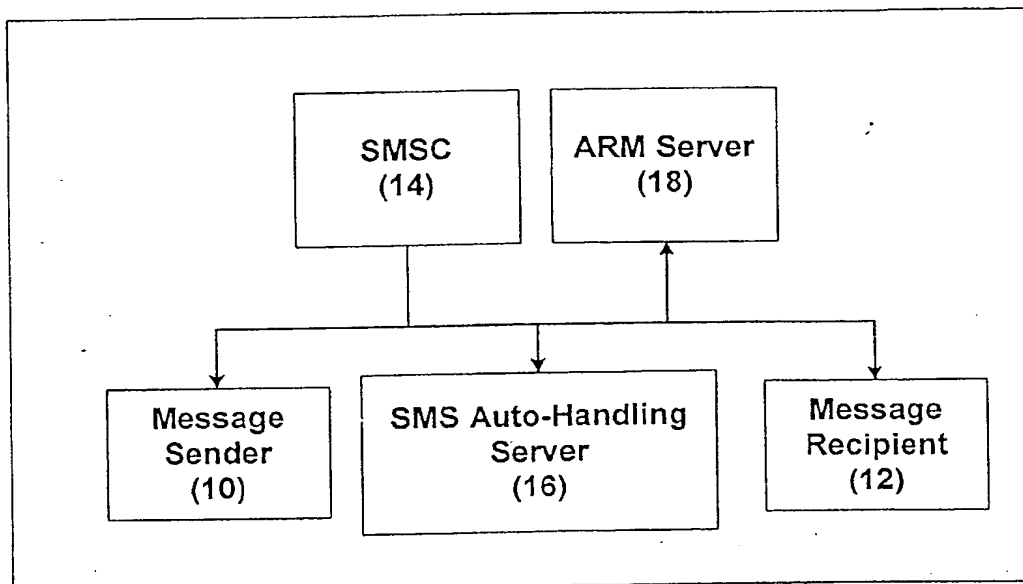 SMSC
(14)
ARM Server
(18)
Message
Sender
(10)
SMS Auto-Handling
Server
(16)
Message
Recipient
(12)